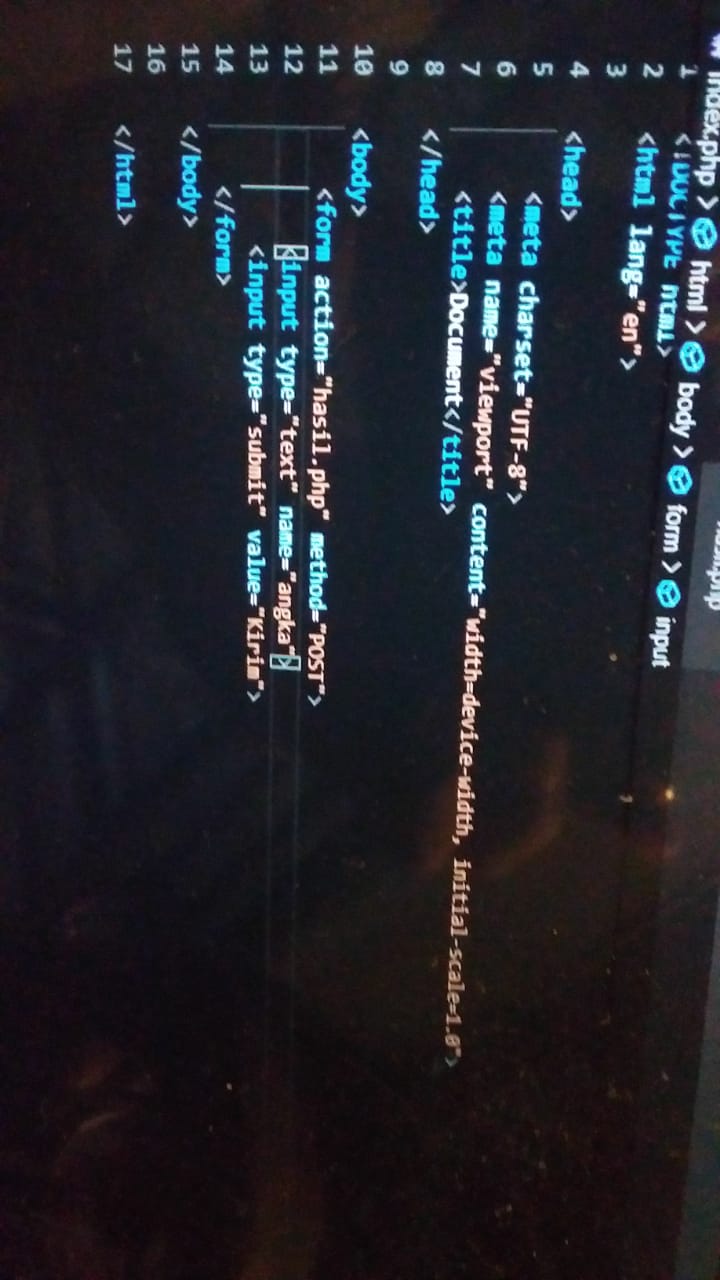 index.php > html > body > form > input
hasil.php
1 <!DOCTYPE html>
2 <html lang="en">
3
4 <head>
5 <meta charset="UTF-8">
6 <meta name="viewport" content="width=device-width, initial-scale=1.0">
7 <title>Document</title>
8 </head>
9
10 <body>
11 <form action="hasil.php" method="POST">
12 <input type="text" name="angka">
13 <input type="submit" value="Kirim">
14 </form>
15 </body>
16
17 </html>